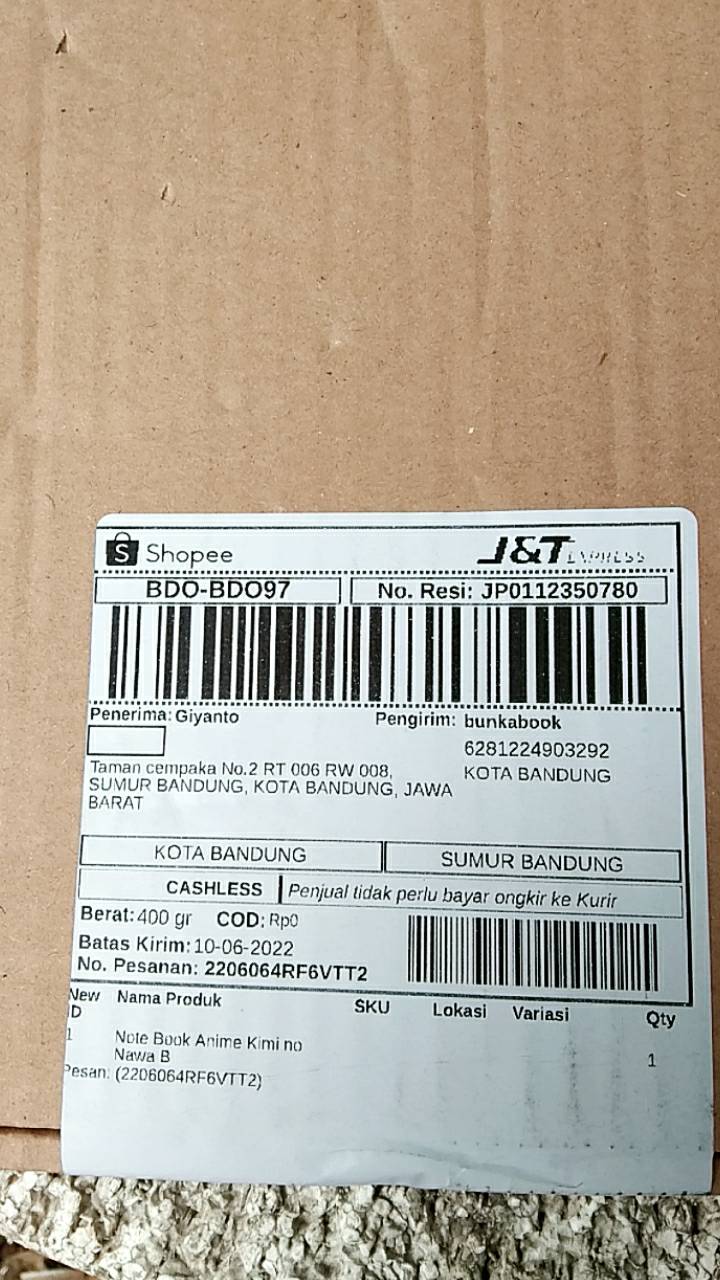 Shopee
J&T EXPRESS
BDO-BDO97
No. Resi: JP0112350780
Penerima: Giyanto
Pengirim: bunkabook
6281224903292
KOTA BANDUNG
Taman cempaka No.2 RT 006 RW 008,
SUMUR BANDUNG, KOTA BANDUNG, JAWA
BARAT
KOTA BANDUNG
SUMUR BANDUNG
CASHLESS
Penjual tidak perlu bayar ongkir ke Kurir
Berat: 400 gr COD: Rp0
Batas Kirim: 10-06-2022
No. Pesanan: 2206064RF6VTT2
New Nama Produk SKU Lokasi Variasi Qty
ID
1 Note Book Anime Kimi no
Nawa B 1
Pesan: (2206064RF6VTT2)